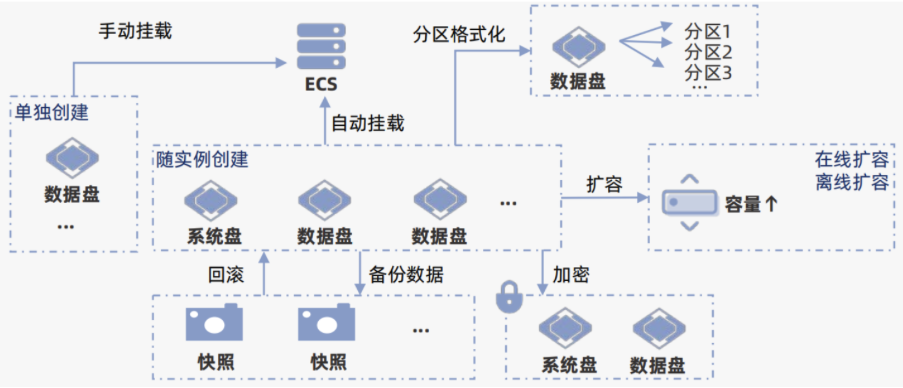 手动挂载
ECS
分区格式化
数据盘
分区1
分区2
分区3
...
单独创建
数据盘
...
自动挂载
随实例创建
系统盘
数据盘
数据盘
...
扩容
在线扩容
离线扩容
容量↑
回滚
备份数据
加密
快照
快照
...
系统盘
数据盘